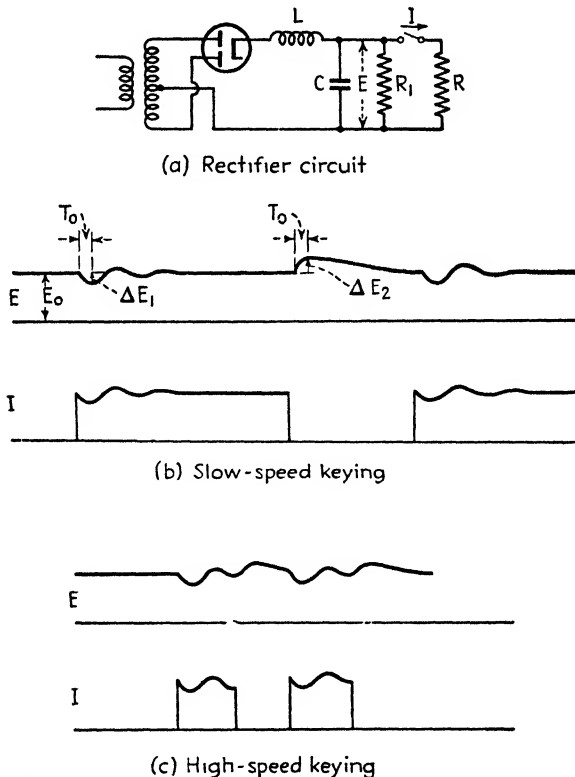 L
I
C
E
R₁
R
(a) Rectifier circuit
T₀
T₀
E
E₀
ΔE₁
ΔE₂
I
(b) Slow-speed keying
E
I
(c) High-speed keying